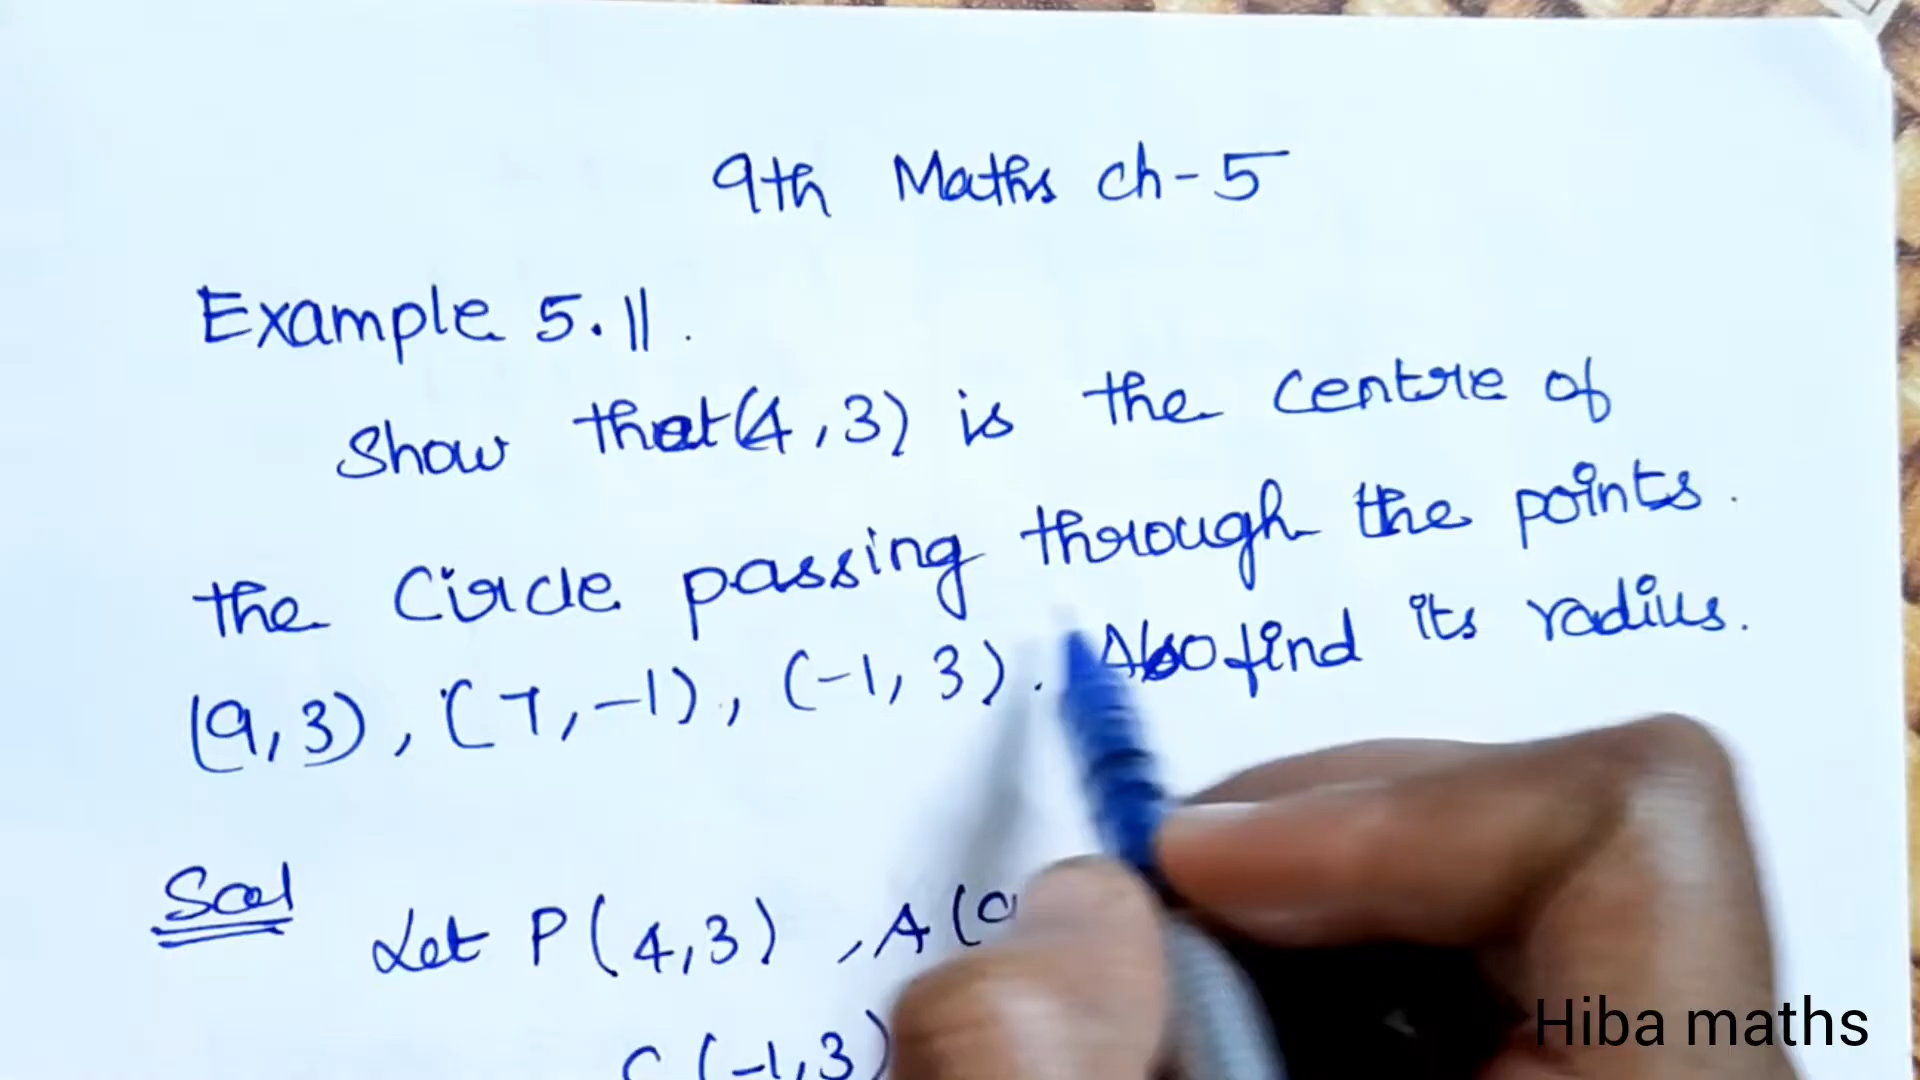 9th Maths ch-5
Example 5.11.
Show that (4,3) is the centre of
the Circle passing through the points.
(9,3), (7,-1), (-1,3). Also find its radius.
Sol Let P(4,3), A(
C(-1,3)
Hiba maths